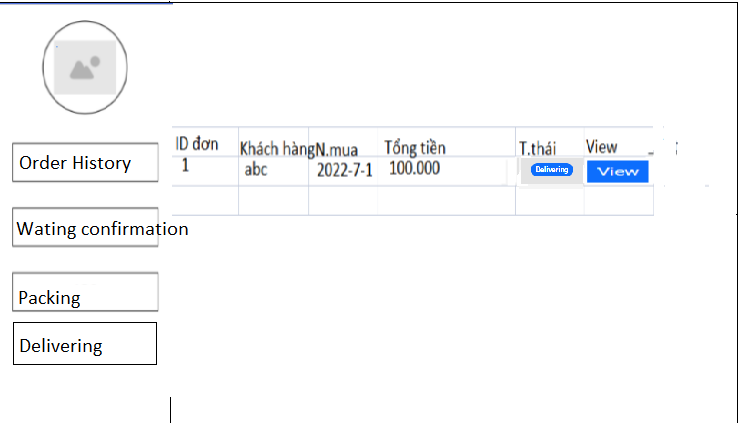 Order History
Wating confirmation
Packing
Delivering
ID đơn Khách hàng N.mua Tổng tiền T.thái View
1 abc 2022-7-1 100.000 Delivering View